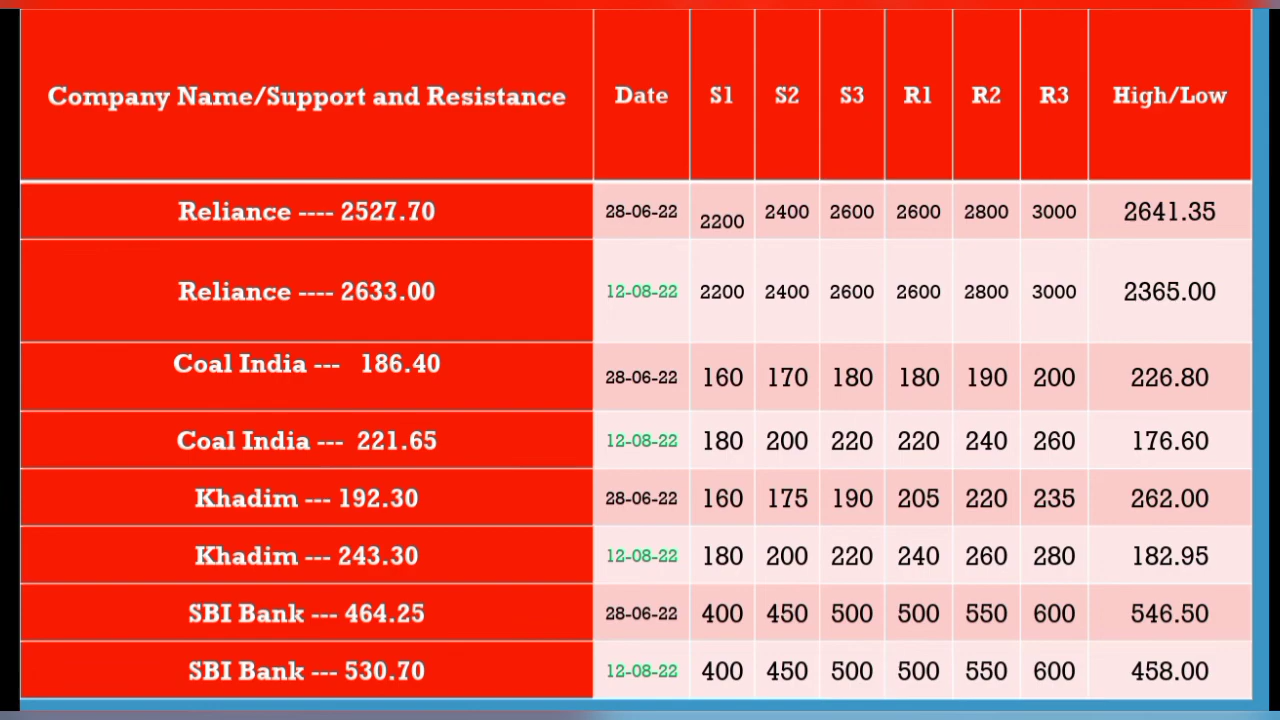 Company Name/Support and Resistance Date S1 S2 S3 R1 R2 R3 High/Low
Reliance ---- 2527.70 28-06-22 2200 2400 2600 2600 2800 3000 2641.35
Reliance ---- 2633.00 12-08-22 2200 2400 2600 2600 2800 3000 2365.00
Coal India --- 186.40 28-06-22 160 170 180 180 190 200 226.80
Coal India --- 221.65 12-08-22 180 200 220 220 240 260 176.60
Khadim --- 192.30 28-06-22 160 175 190 205 220 235 262.00
Khadim --- 243.30 12-08-22 180 200 220 240 260 280 182.95
SBI Bank --- 464.25 28-06-22 400 450 500 500 550 600 546.50
SBI Bank --- 530.70 12-08-22 400 450 500 500 550 600 458.00